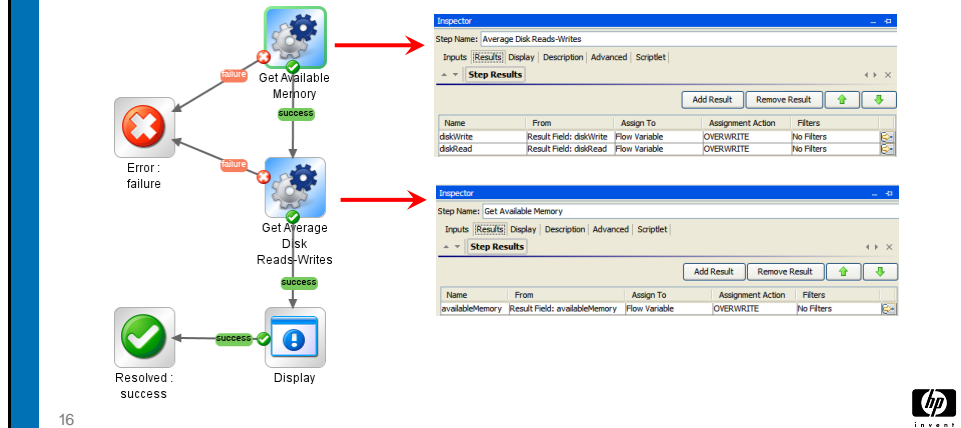 failure
Get Available
Memory
success
Error :
failure
failure
Get Average
Disk
Reads-Writes
success
success
Resolved :
success
Display
Inspector
Step Name: Average Disk Reads-Writes
Inputs Results Display Description Advanced Scriptlet
Step Results
Add Result Remove Result
Name From Assign To Assignment Action Filters
diskWrite Result Field: diskWrite Flow Variable OVERWRITE No Filters
diskRead Result Field: diskRead Flow Variable OVERWRITE No Filters
Inspector
Step Name: Get Available Memory
Inputs Results Display Description Advanced Scriptlet
Step Results
Add Result Remove Result
Name From Assign To Assignment Action Filters
availableMemory Result Field: availableMemory Flow Variable OVERWRITE No Filters
16
hp
invent